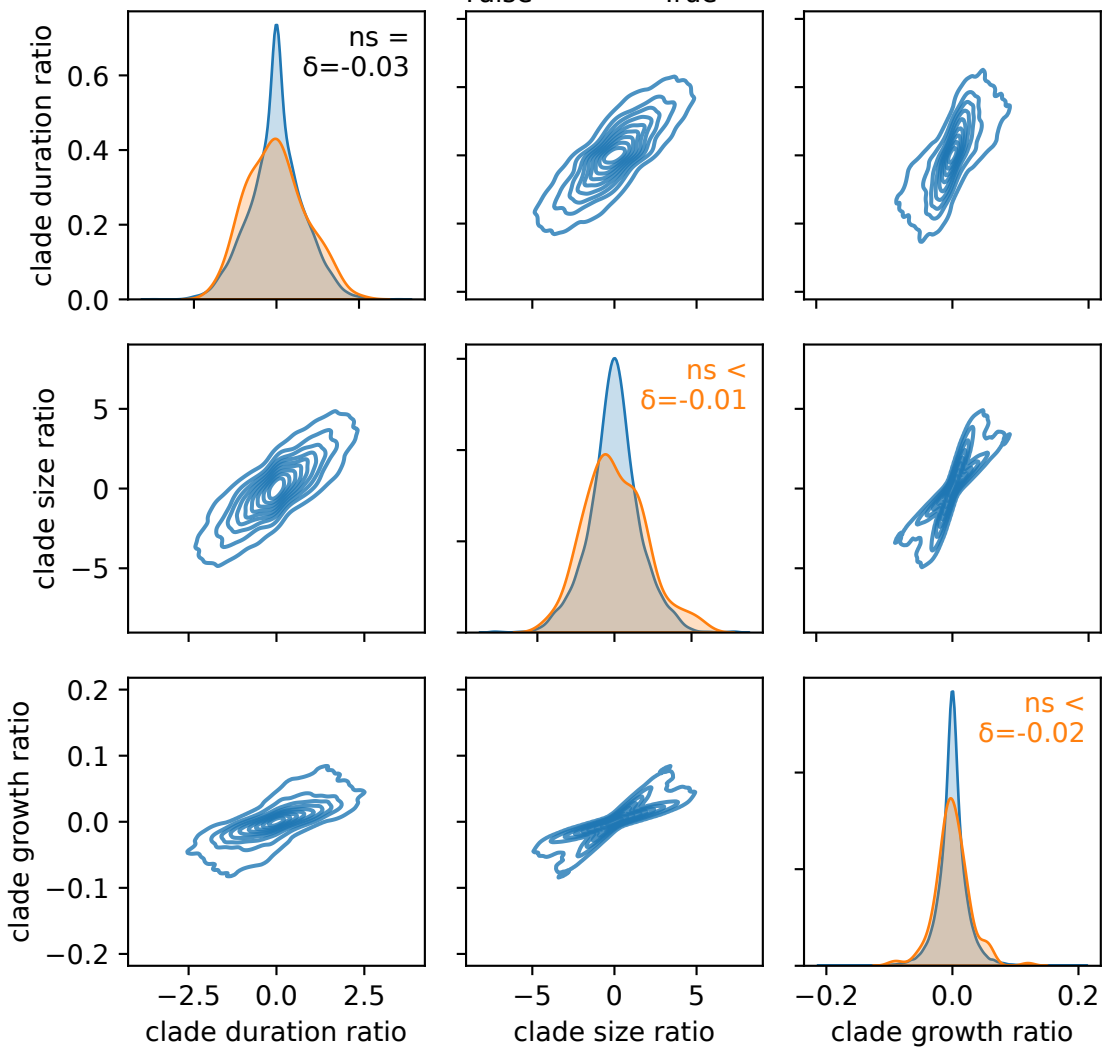 clade duration ratio
0.6
0.4
0.2
0.0
ns =
δ=-0.03
clade size ratio
5
0
−5
ns <
δ=-0.01
clade growth ratio
0.2
0.1
0.0
−0.1
−0.2
ns <
δ=-0.02
−2.5 0.0 2.5
−5 0 5
−0.2 0.0 0.2
clade duration ratio
clade size ratio
clade growth ratio